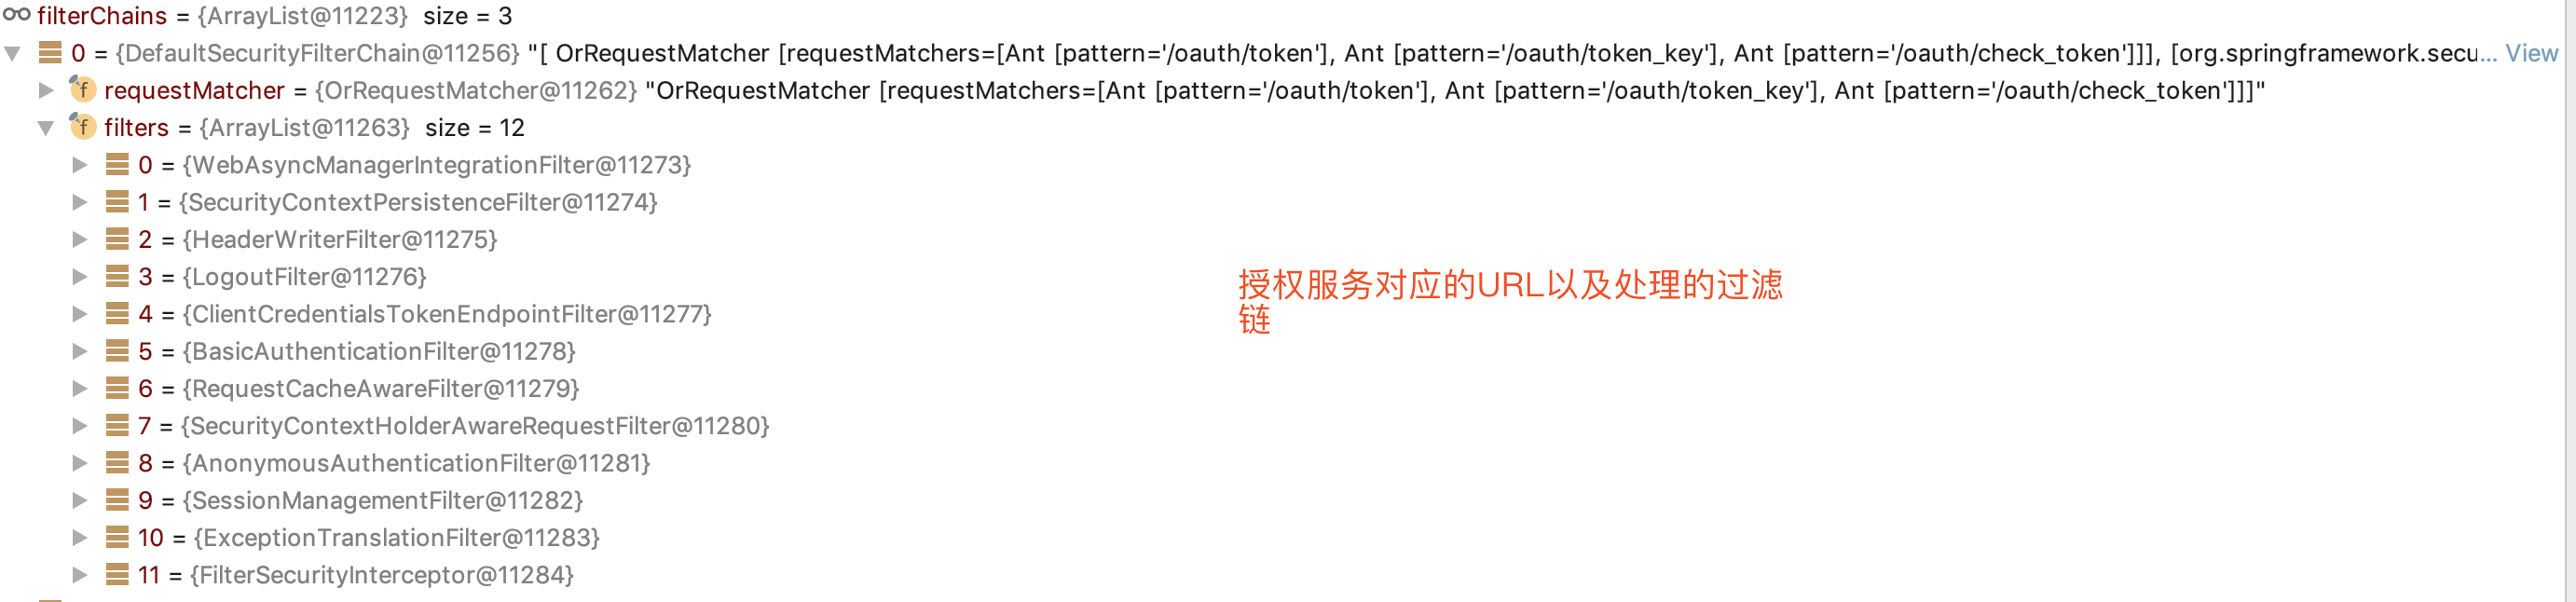 filterChains = {ArrayList@11223} size = 3
0 = {DefaultSecurityFilterChain@11256} "[ OrRequestMatcher [requestMatchers=[Ant [pattern='/oauth/token'], Ant [pattern='/oauth/token_key'], Ant [pattern='/oauth/check_token']]], [org.springframework.secu... View
f requestMatcher = {OrRequestMatcher@11262} "OrRequestMatcher [requestMatchers=[Ant [pattern='/oauth/token'], Ant [pattern='/oauth/token_key'], Ant [pattern='/oauth/check_token']]]"
f filters = {ArrayList@11263} size = 12
0 = {WebAsyncManagerIntegrationFilter@11273}
1 = {SecurityContextPersistenceFilter@11274}
2 = {HeaderWriterFilter@11275}
3 = {LogoutFilter@11276}
授权服务对应的URL以及处理的过滤
链
4 = {ClientCredentialsTokenEndpointFilter@11277}
5 = {BasicAuthenticationFilter@11278}
6 = {RequestCacheAwareFilter@11279}
7 = {SecurityContextHolderAwareRequestFilter@11280}
8 = {AnonymousAuthenticationFilter@11281}
9 = {SessionManagementFilter@11282}
10 = {ExceptionTranslationFilter@11283}
11 = {FilterSecurityInterceptor@11284}